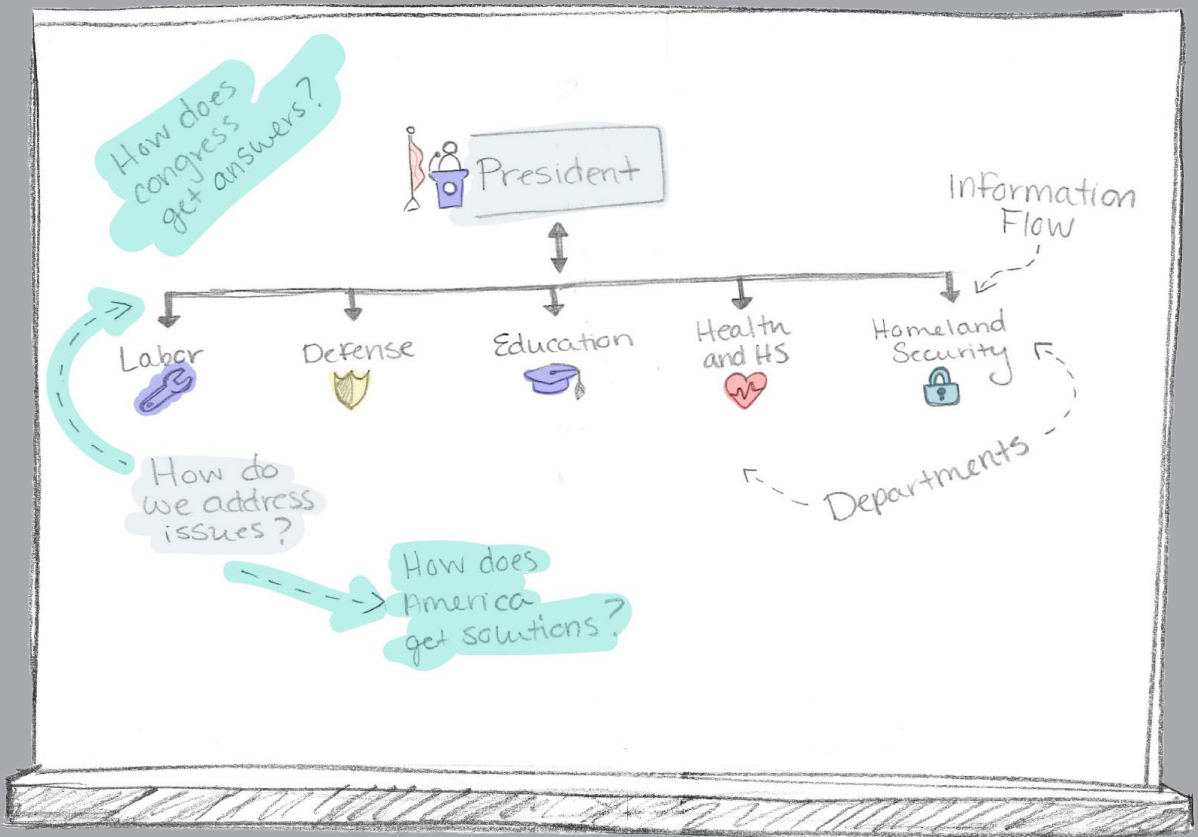 How does
congress
get answers?
President
Information
Flow
Labor
Defense
Education
Health
and HS
Homeland
Security
How do
we address
issues?
Departments
How does
America
get solutions?